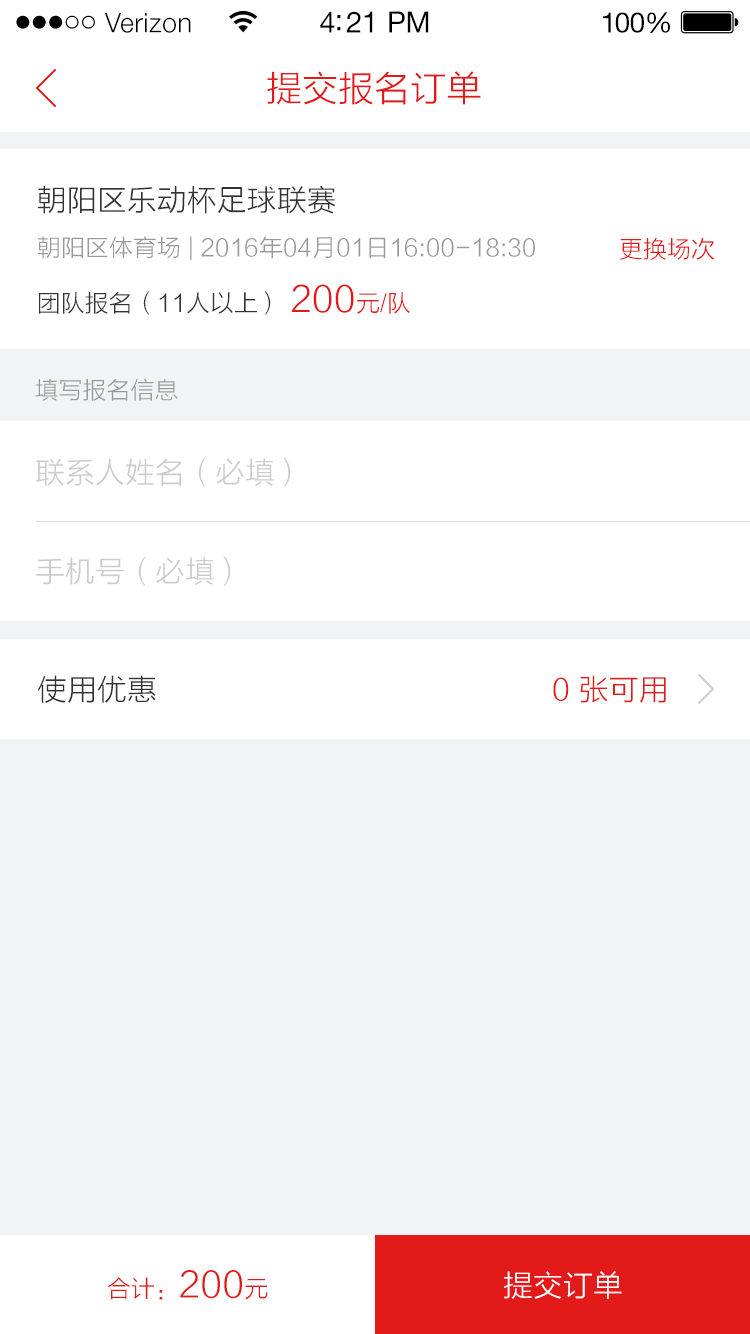 Verizon 4:21 PM 100%
提交报名订单
朝阳区乐动杯足球联赛
朝阳区体育场 | 2016年04月01日16:00-18:30 更换场次
团队报名（11人以上） 200元/队
填写报名信息
联系人姓名（必填）
手机号（必填）
使用优惠 0 张可用
合计：200元 提交订单